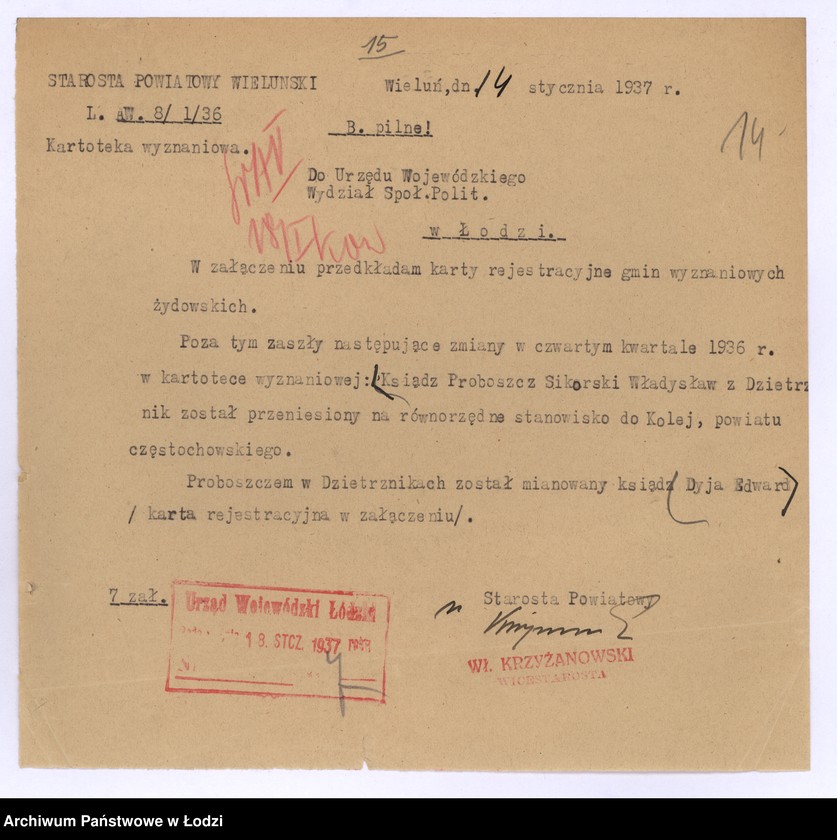 15
STAROSTA POWIATOWY WIELUNSKI
Wieluń,dn. 14 stycznia 1937 r.
L. aW. 8/ 1/36
B. pilne!
14
Kartoteka wyznaniowa.
Do Urzędu Wojewódzkiego
Wydział Społ.Polit.
w Łodzi.
W załączeniu przedkładam karty rejestracyjne gmin wyznaniowych
żydowskich.
Poza tym zaszły następujące zmiany w czwartym kwartale 1936 r.
w kartotece wyznaniowej: Ksiądz Proboszcz Sikorski Władysław z Dzietrz
nik został przeniesiony na równorzędne stanowisko do Kolej, powiatu
częstochowskiego.
Proboszczem w Dzietrznikach został mianowany ksiądz (Dyja Edward)
/ karta rejestracyjna w załączeniu/.
7 zał.
Urząd Wojewódzki Łódzki
18. STCZ. 1937
Nr
Starosta Powiatowy
WŁ. KRZYŻANOWSKI
WICESTAROSTA
Archiwum Państwowe w Łodzi